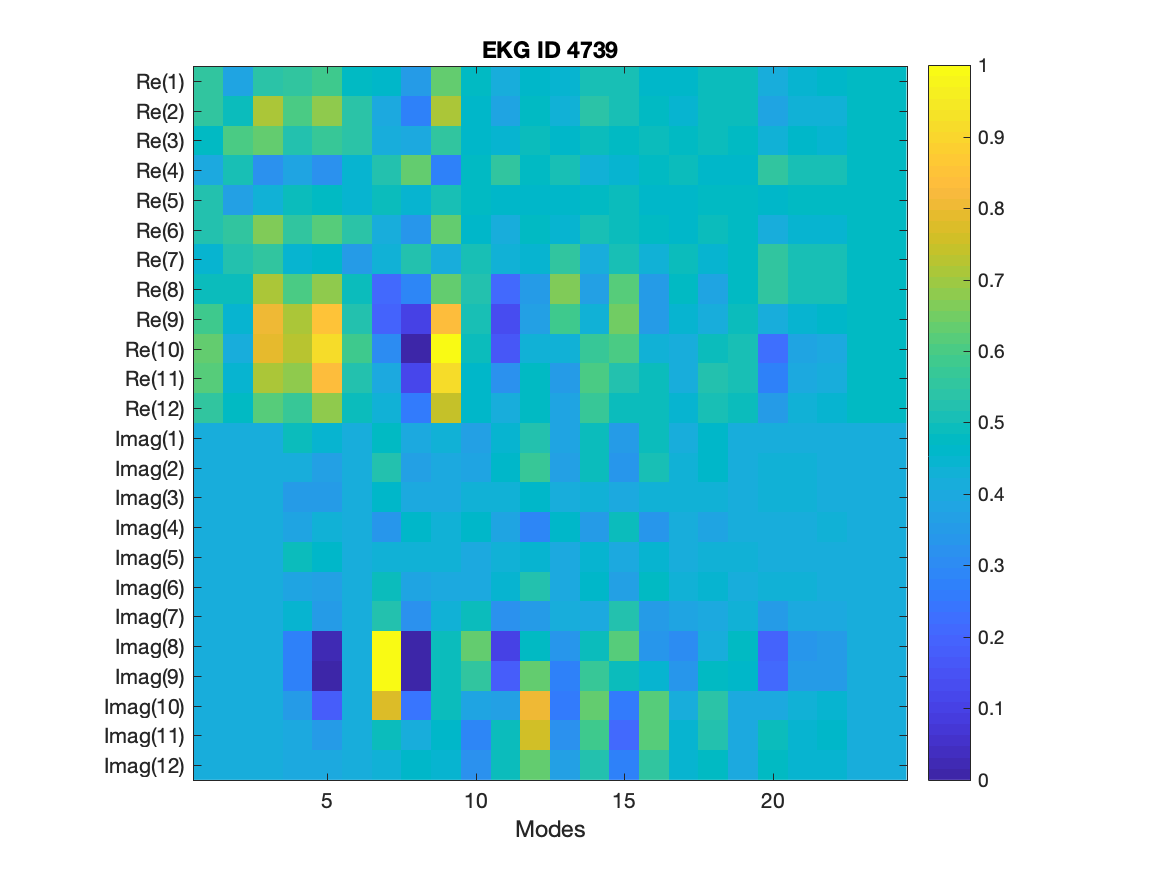 EKG ID 4739
Re(1)
Re(2)
Re(3)
Re(4)
Re(5)
Re(6)
Re(7)
Re(8)
Re(9)
Re(10)
Re(11)
Re(12)
Imag(1)
Imag(2)
Imag(3)
Imag(4)
Imag(5)
Imag(6)
Imag(7)
Imag(8)
Imag(9)
Imag(10)
Imag(11)
Imag(12)
5 10 15 20
Modes
1
0.9
0.8
0.7
0.6
0.5
0.4
0.3
0.2
0.1
0